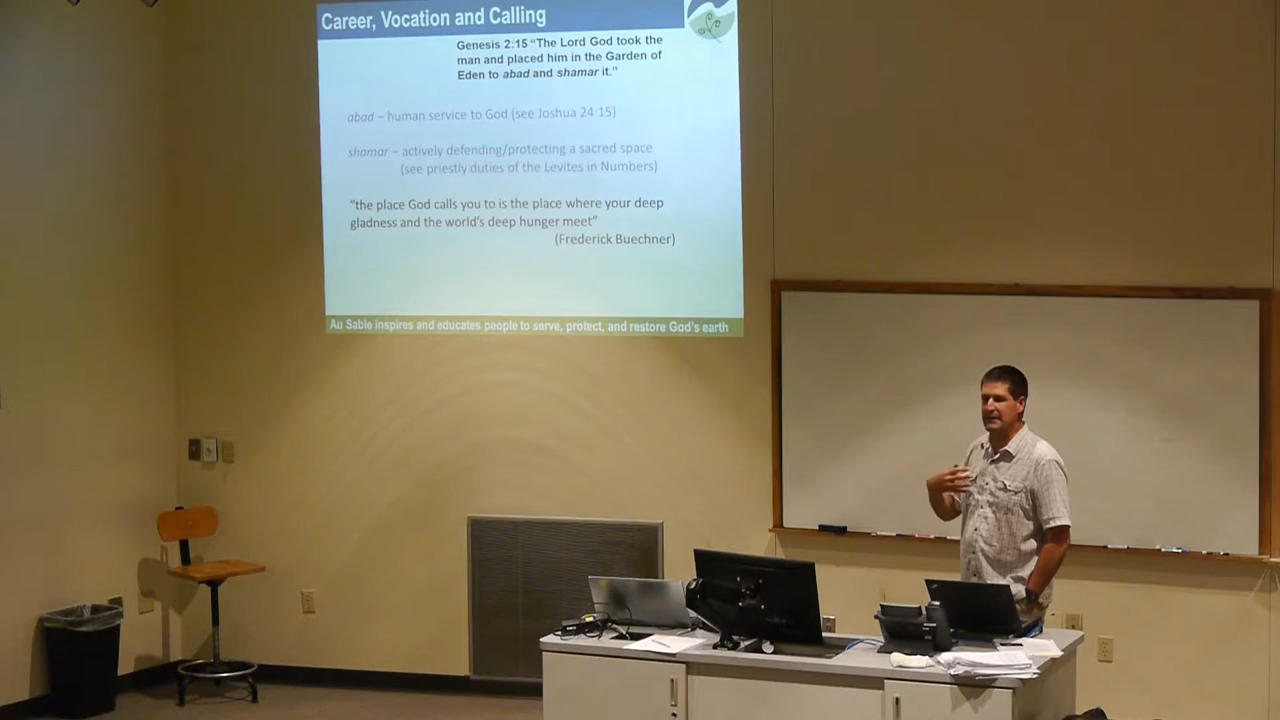 Career, Vocation and Calling
Genesis 2:15 “The Lord God took the
man and placed him in the Garden of
Eden to abad and shamar it.”
abad – human service to God (see Joshua 24:15)
shamar – actively defending/protecting a sacred space
(see priestly duties of the Levites in Numbers)
“the place God calls you to is the place where your deep
gladness and the world’s deep hunger meet”
(Frederick Buechner)
Au Sable inspires and educates people to serve, protect, and restore God’s earth